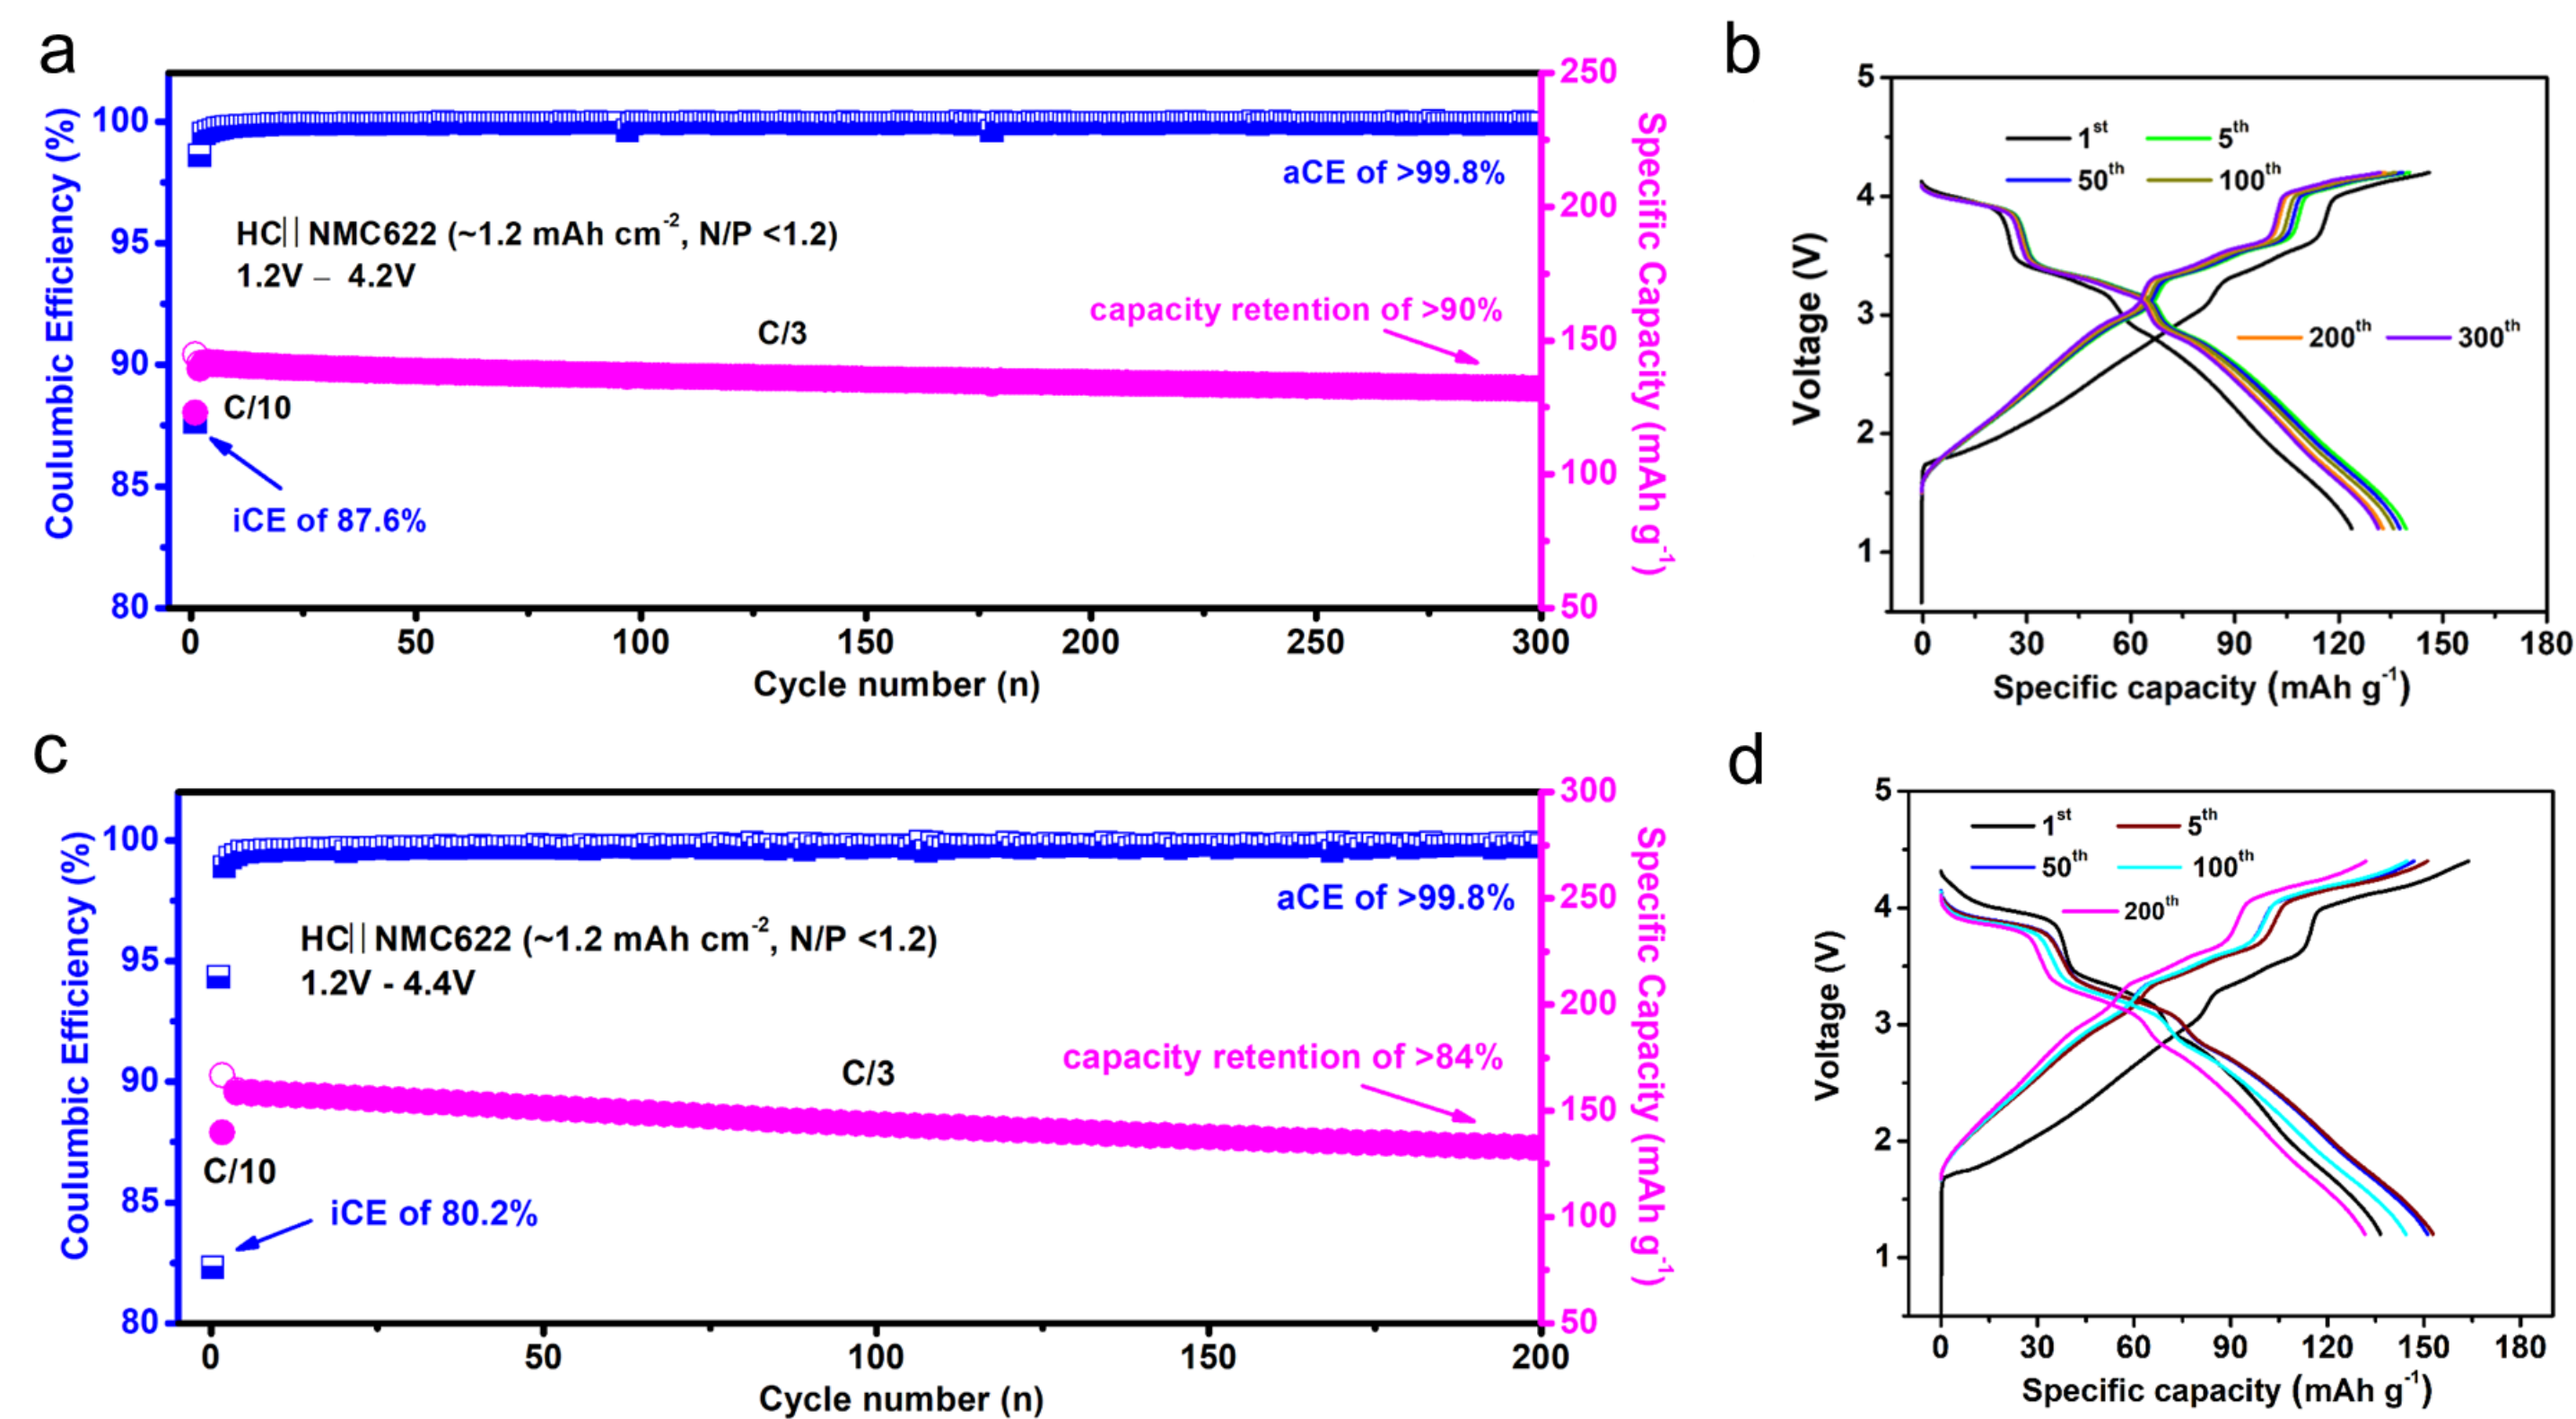 a
Coulumbic Efficiency (%)
100
95
90
85
80
250
200
150
100
50
Specific Capacity (mAh g⁻¹)
aCE of >99.8%
HC||NMC622 (~1.2 mAh cm⁻², N/P <1.2)
1.2V – 4.2V
capacity retention of >90%
C/3
C/10
iCE of 87.6%
0 50 100 150 200 250 300
Cycle number (n)
b
Voltage (V)
5
4
3
2
1
1st 5th
50th 100th
200th 300th
0 30 60 90 120 150 180
Specific capacity (mAh g⁻¹)
c
Coulumbic Efficiency (%)
100
95
90
85
80
300
250
200
150
100
50
Specific Capacity (mAh g⁻¹)
aCE of >99.8%
HC||NMC622 (~1.2 mAh cm⁻², N/P <1.2)
1.2V - 4.4V
capacity retention of >84%
C/3
C/10
iCE of 80.2%
0 50 100 150 200
Cycle number (n)
d
Voltage (V)
5
4
3
2
1
1st 5th
50th 100th
200th
0 30 60 90 120 150 180
Specific capacity (mAh g⁻¹)